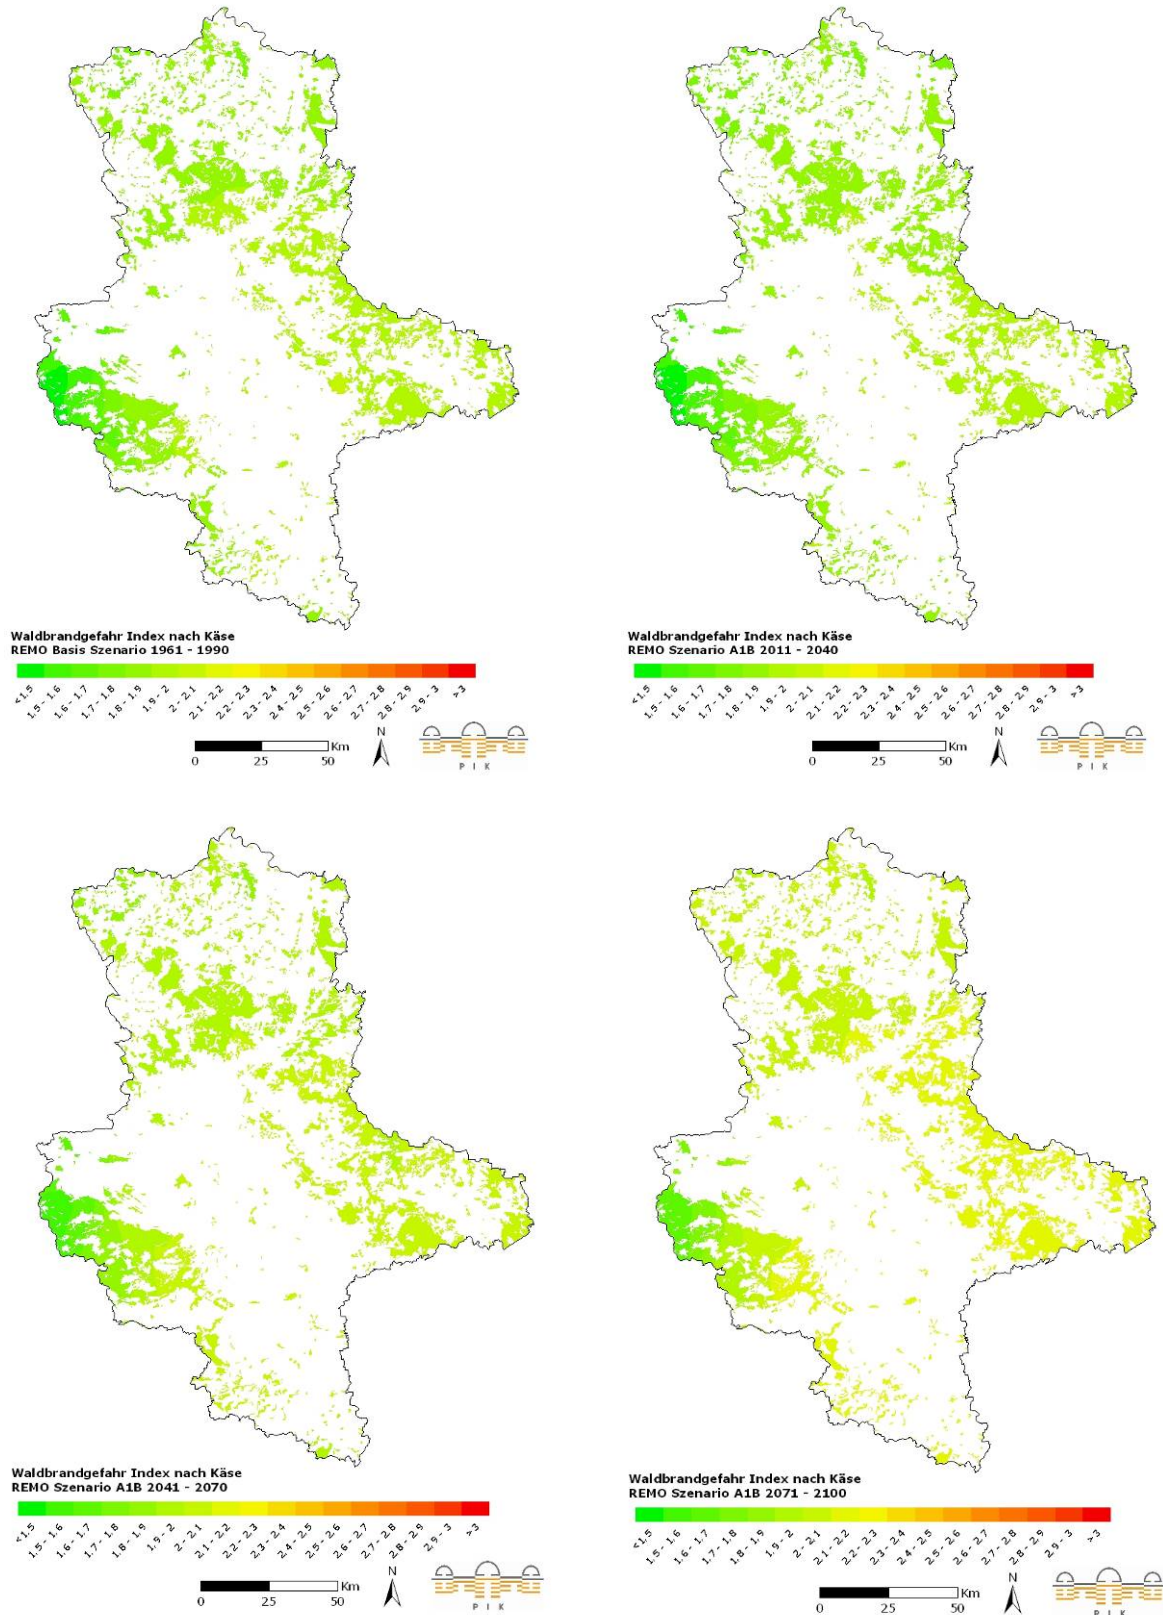 Waldbrandgefahr Index nach Käse
REMO Basis Szenario 1961 - 1990
<1.5 1.5 - 1.6 1.6 - 1.7 1.7 - 1.8 1.8 - 1.9 1.9 - 2 2 - 2.1 2.1 - 2.2 2.2 - 2.3 2.3 - 2.4 2.4 - 2.5 2.5 - 2.6 2.6 - 2.7 2.7 - 2.8 2.8 - 2.9 2.9 - 3 >3
N
Km
0 25 50
P I K
Waldbrandgefahr Index nach Käse
REMO Szenario A1B 2011 - 2040
<1.5 1.5 - 1.6 1.6 - 1.7 1.7 - 1.8 1.8 - 1.9 1.9 - 2 2 - 2.1 2.1 - 2.2 2.2 - 2.3 2.3 - 2.4 2.4 - 2.5 2.5 - 2.6 2.6 - 2.7 2.7 - 2.8 2.8 - 2.9 2.9 - 3 >3
N
Km
0 25 50
P I K
Waldbrandgefahr Index nach Käse
REMO Szenario A1B 2041 - 2070
<1.5 1.5 - 1.6 1.6 - 1.7 1.7 - 1.8 1.8 - 1.9 1.9 - 2 2 - 2.1 2.1 - 2.2 2.2 - 2.3 2.3 - 2.4 2.4 - 2.5 2.5 - 2.6 2.6 - 2.7 2.7 - 2.8 2.8 - 2.9 2.9 - 3 >3
N
Km
0 25 50
P I K
Waldbrandgefahr Index nach Käse
REMO Szenario A1B 2071 - 2100
<1.5 1.5 - 1.6 1.6 - 1.7 1.7 - 1.8 1.8 - 1.9 1.9 - 2 2 - 2.1 2.1 - 2.2 2.2 - 2.3 2.3 - 2.4 2.4 - 2.5 2.5 - 2.6 2.6 - 2.7 2.7 - 2.8 2.8 - 2.9 2.9 - 3 >3
N
Km
0 25 50
P I K